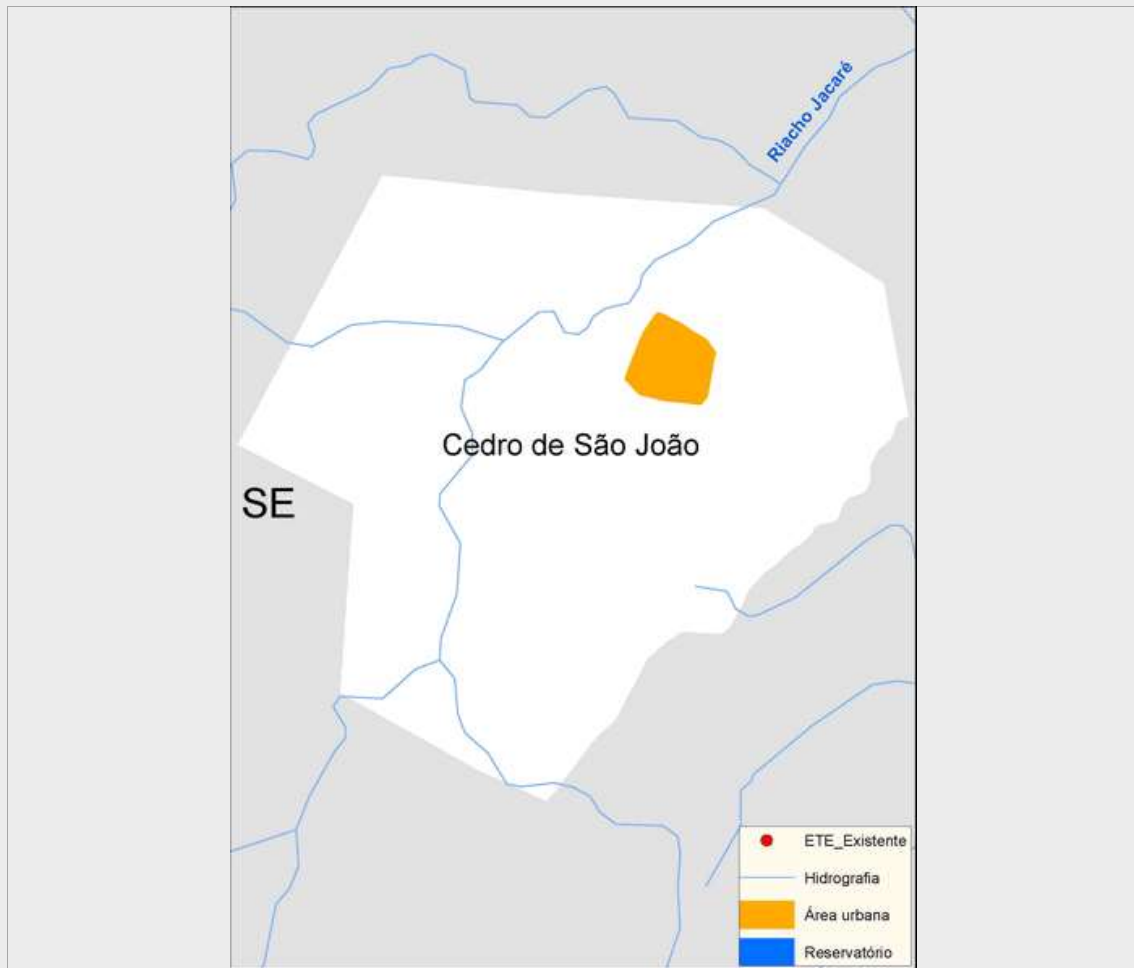 Riacho Jacaré
Cedro de São João
SE
ETE_Existente
Hidrografia
Área urbana
Reservatório